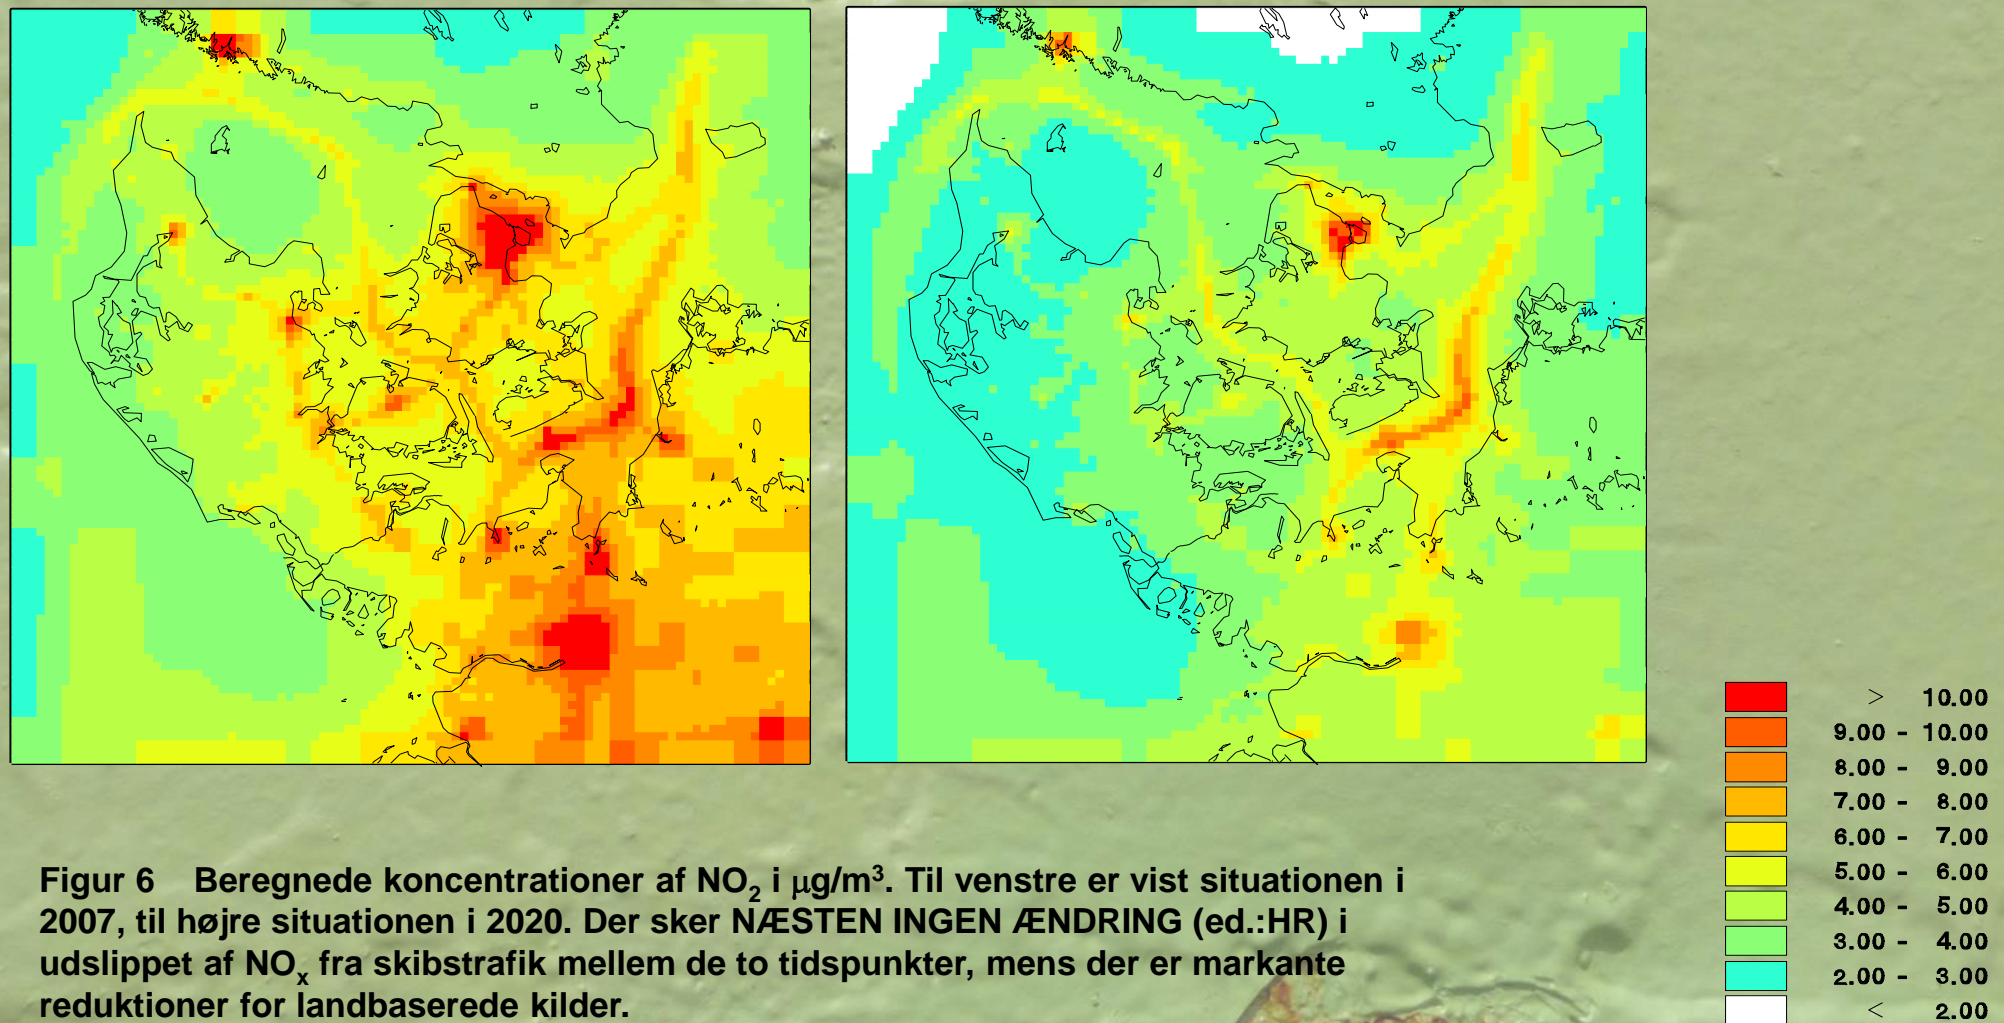 > 10.00
9.00 - 10.00
8.00 - 9.00
7.00 - 8.00
6.00 - 7.00
5.00 - 6.00
4.00 - 5.00
3.00 - 4.00
2.00 - 3.00
< 2.00
Figur 6 Beregnede koncentrationer af NO₂ i µg/m³. Til venstre er vist situationen i
2007, til højre situationen i 2020. Der sker NÆSTEN INGEN ÆNDRING (ed.:HR) i
udslippet af NOₓ fra skibstrafik mellem de to tidspunkter, mens der er markante
reduktioner for landbaserede kilder.